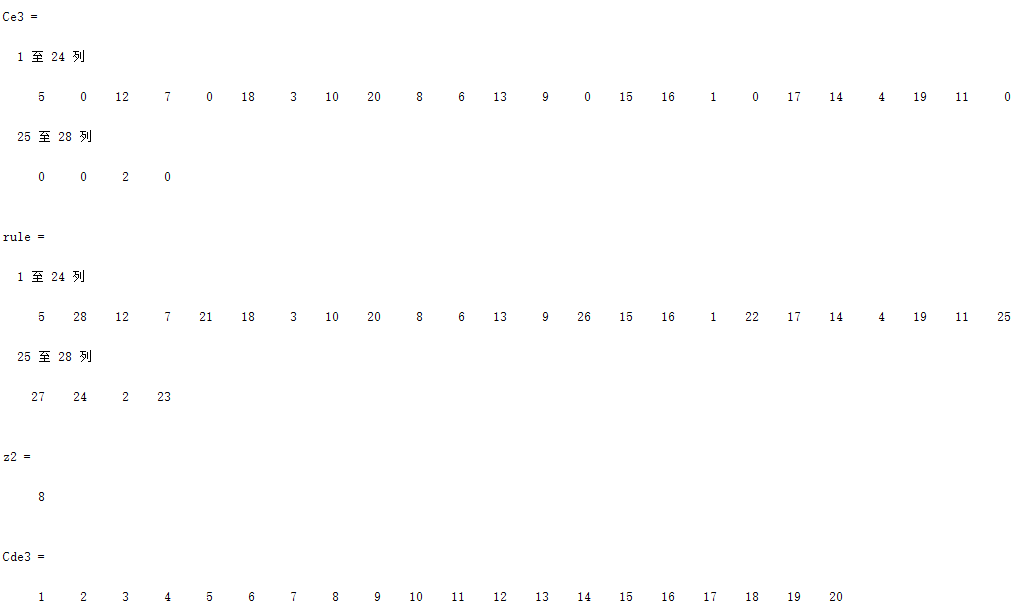 Ce3 =
1 至 24 列
5 0 12 7 0 18 3 10 20 8 6 13 9 0 15 16 1 0 17 14 4 19 11 0
25 至 28 列
0 0 2 0
rule =
1 至 24 列
5 28 12 7 21 18 3 10 20 8 6 13 9 26 15 16 1 22 17 14 4 19 11 25
25 至 28 列
27 24 2 23
z2 =
8
Cde3 =
1 2 3 4 5 6 7 8 9 10 11 12 13 14 15 16 17 18 19 20